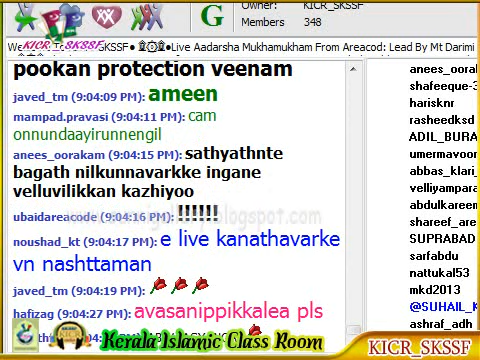 Owner: KICR_SKSSF
Members 348
G
KICR_SKSSF
KICR_SKSSF● ●Live Aadarsha Mukhamukham From Areacod: Lead By Mt Darimi
pookan protection veenam
javed_tm (9:04:09 PM): ameen
mampad.pravasi (9:04:11 PM): cam
onnundaayirunnengil
anees_oorakam (9:04:15 PM): sathyathnte
bagath nilkunnavarkke ingane
velluvilikkan kazhiyoo
ubaidareacode (9:04:16 PM): !!!!!!
noushad_kt (9:04:17 PM): e live kanathavarke
vn nashttaman
javed_tm (9:04:19 PM):
hafizag (9:04:27 PM): avasanippikkalea pls
anees_oorak
shafeeque-3
harisknr
rasheedksd
ADIL_BURA
umermavoor
abbas_klari_
velliyampara
abdulkareem
shareef_are
SUPRABAD
sarfabdu
nattukal53
mkd2013
@SUHAIL_K
ashraf_adh
Kerala Islamic Class Room
KICR_SKSSF